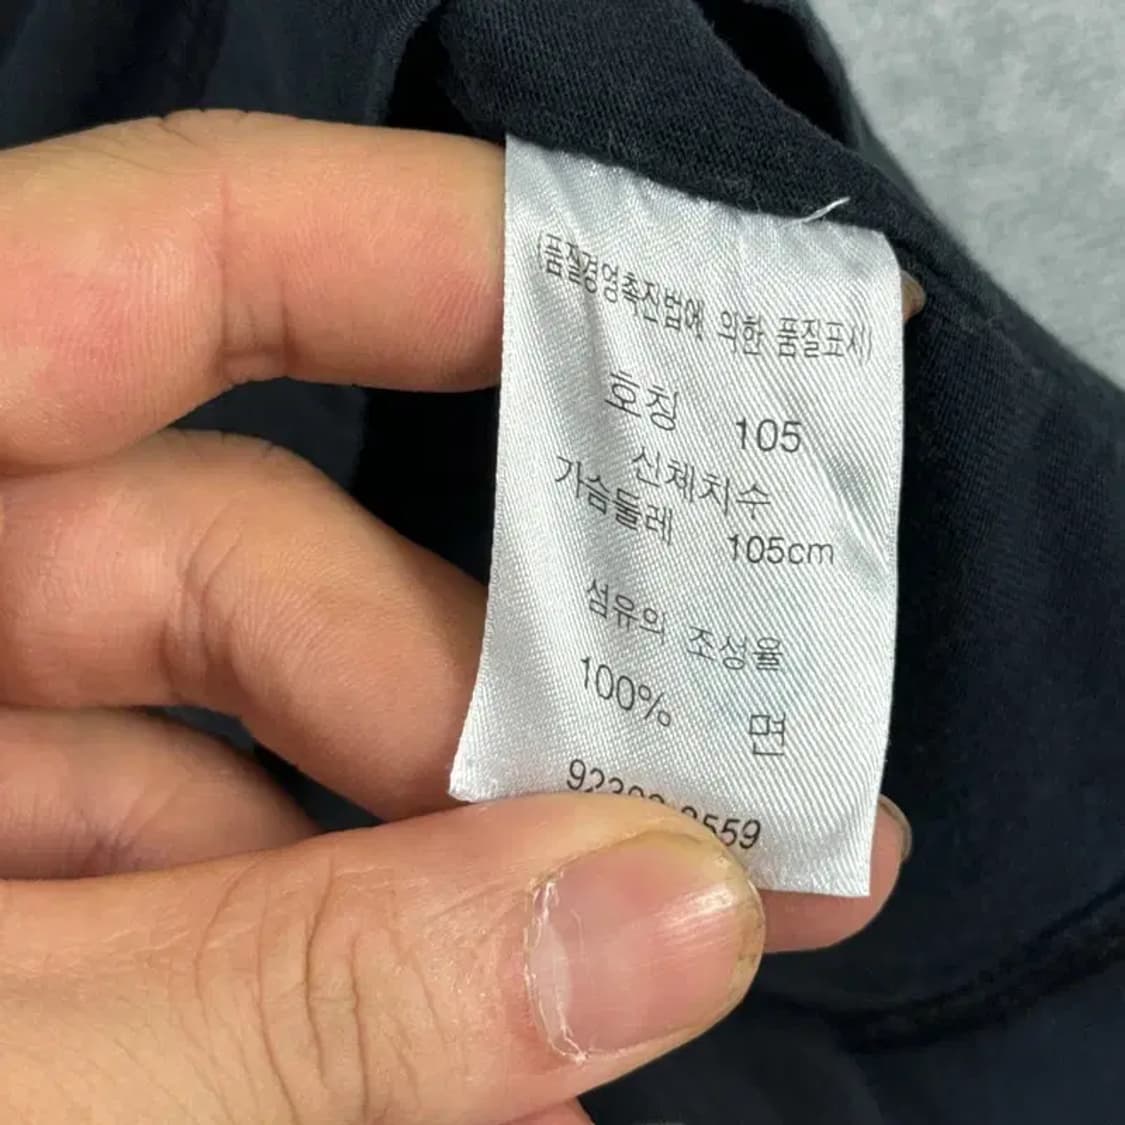 (품질경영촉진법에 의한 품질표시)
호칭 105
신체치수
가슴둘레 105cm
섬유의 조성율
100% 면